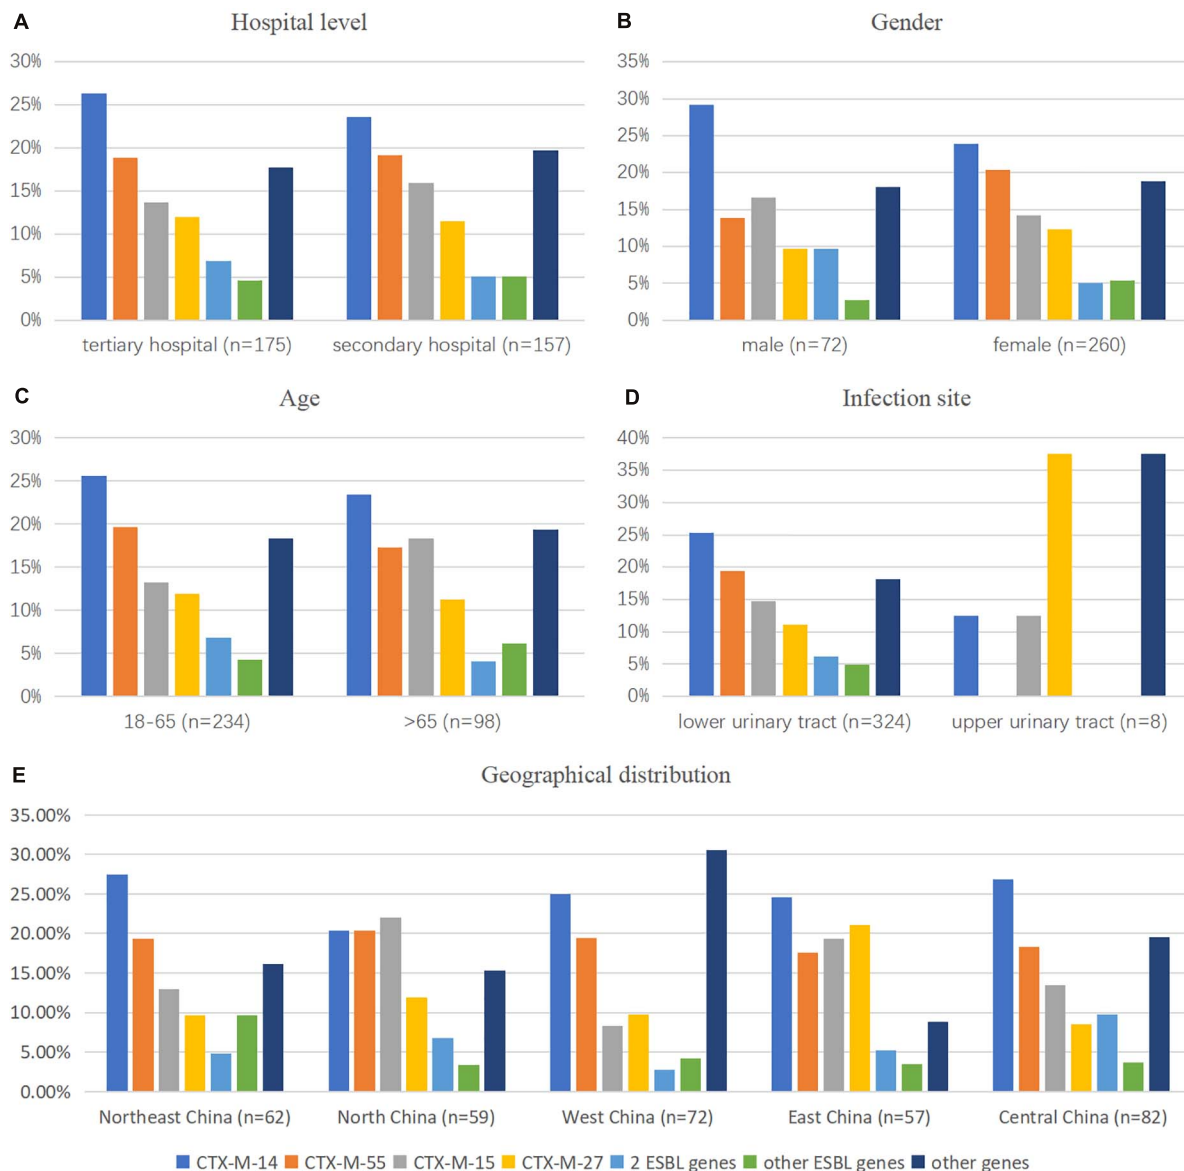 A
Hospital level
30%
25%
20%
15%
10%
5%
0%
tertiary hospital (n=175)
secondary hospital (n=157)
B
Gender
35%
30%
25%
20%
15%
10%
5%
0%
male (n=72)
female (n=260)
C
Age
30%
25%
20%
15%
10%
5%
0%
18-65 (n=234)
>65 (n=98)
D
Infection site
40%
35%
30%
25%
20%
15%
10%
5%
0%
lower urinary tract (n=324)
upper urinary tract (n=8)
E
Geographical distribution
35.00%
30.00%
25.00%
20.00%
15.00%
10.00%
5.00%
0.00%
Northeast China (n=62)
North China (n=59)
West China (n=72)
East China (n=57)
Central China (n=82)
CTX-M-14 CTX-M-55 CTX-M-15 CTX-M-27 2 ESBL genes other ESBL genes other genes